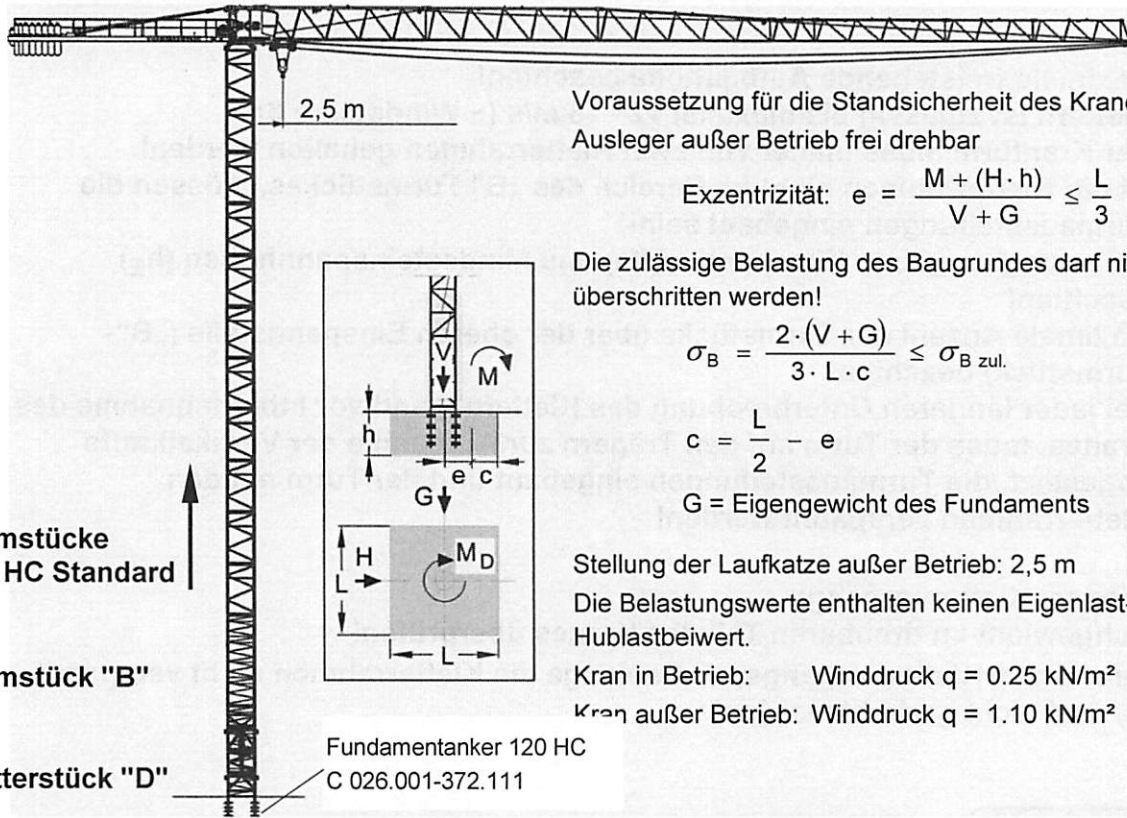 2,5 m
Voraussetzung für die Standsicherheit des Kran
Ausleger außer Betrieb frei drehbar
Exzentrizität: e = M + (H · h) / V + G ≤ L / 3
Die zulässige Belastung des Baugrundes darf ni
überschritten werden!
σB = 2 · (V + G) / 3 · L · c ≤ σB zul.
c = L / 2 − e
G = Eigengewicht des Fundaments
Stellung der Laufkatze außer Betrieb: 2,5 m
Die Belastungswerte enthalten keinen Eigenlast-
Hublastbeiwert.
Kran in Betrieb: Winddruck q = 0.25 kN/m²
Kran außer Betrieb: Winddruck q = 1.10 kN/m²
V
M
h
e c
G
H
MD
L
L
mstücke
HC Standard
mstück "B"
tterstück "D"
Fundamentanker 120 HC
C 026.001-372.111